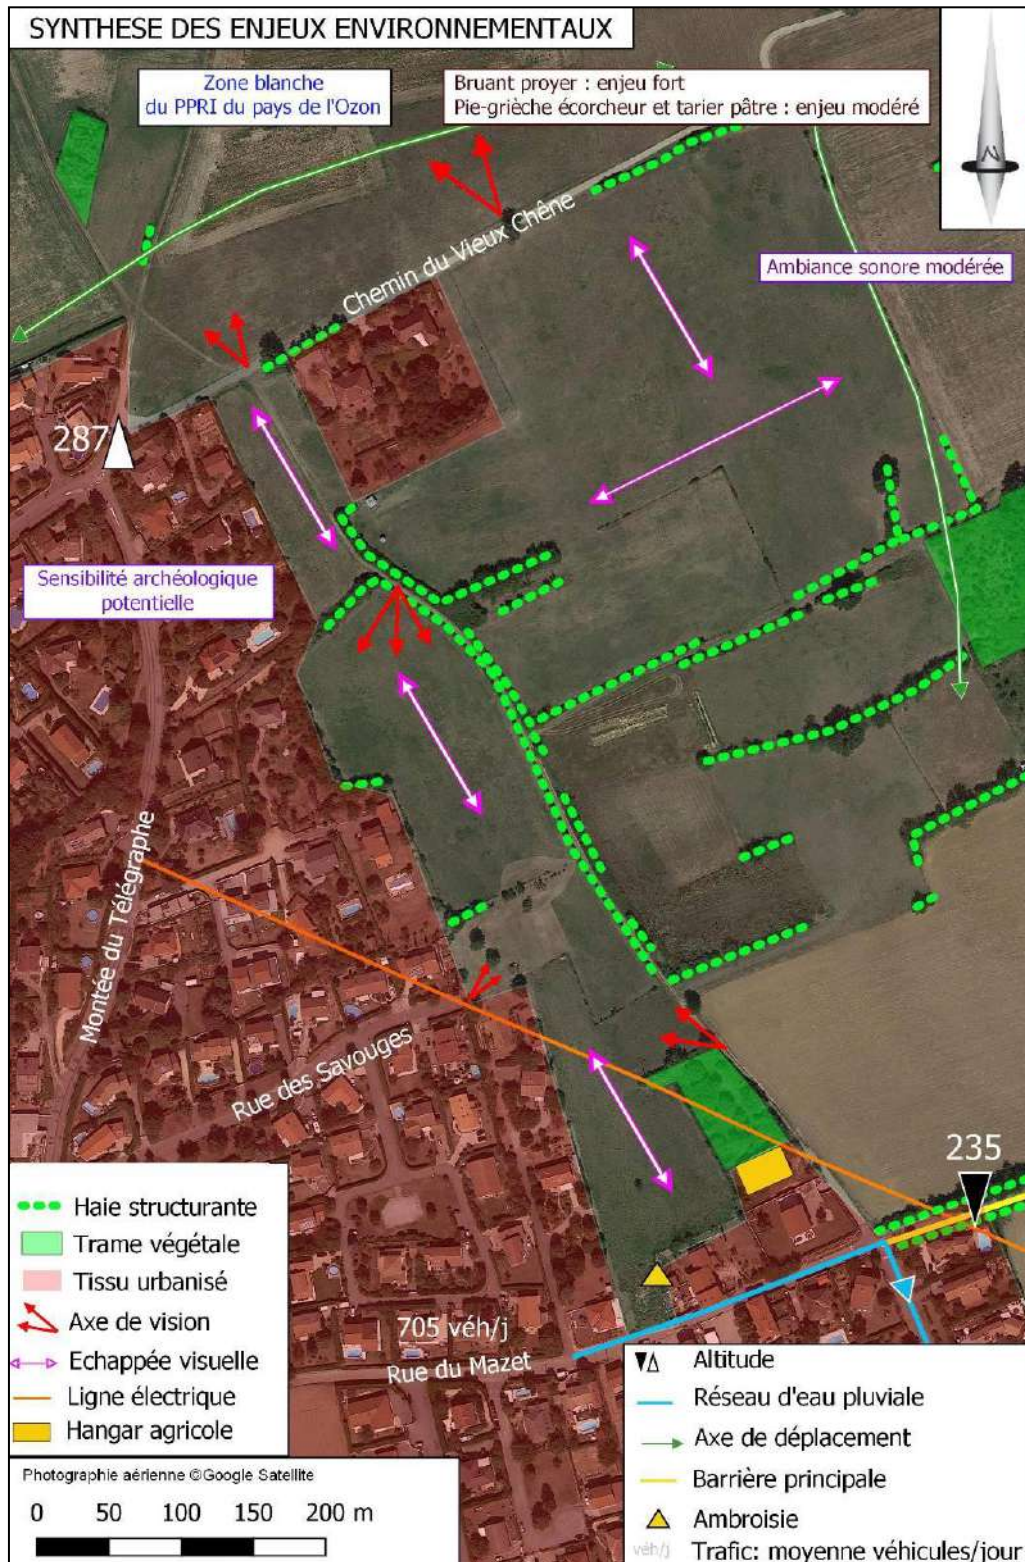 SYNTHESE DES ENJEUX ENVIRONNEMENTAUX
Zone blanche
du PPRI du pays de l'Ozon
Bruant proyer : enjeu fort
Pie-grièche écorcheur et tarier pâtre : enjeu modéré
N
Chemin du Vieux Chêne
Ambiance sonore modérée
287
Sensibilité archéologique
potentielle
Montée du Télégraphe
Rue des Savouges
235
705 véh/j
Rue du Mazet
Haie structurante
Trame végétale
Tissu urbanisé
Axe de vision
Echappée visuelle
Ligne électrique
Hangar agricole
Photographie aérienne ©Google Satellite
0 50 100 150 200 m
Altitude
Réseau d'eau pluviale
Axe de déplacement
Barrière principale
Ambroisie
véh/j Trafic: moyenne véhicules/jour